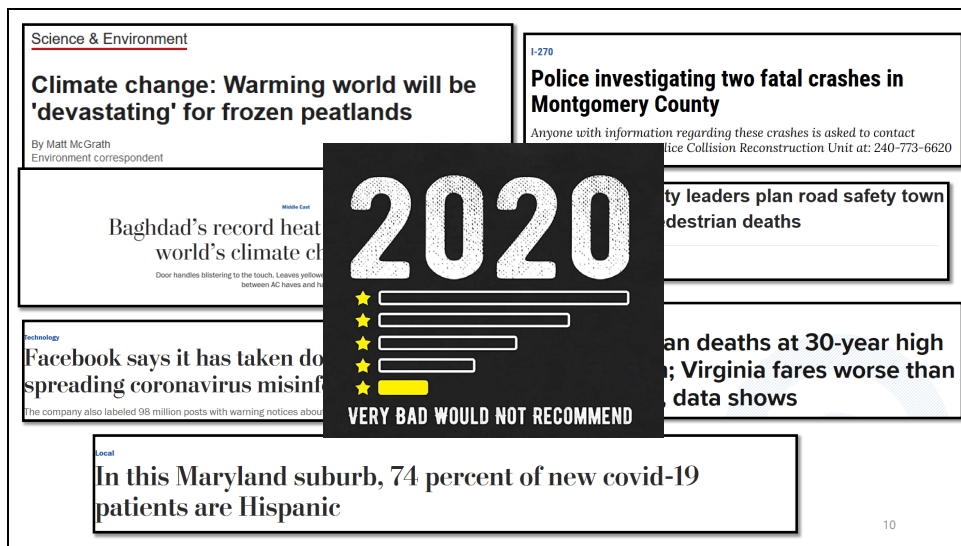 Science & Environment
Climate change: Warming world will be
'devastating' for frozen peatlands
By Matt McGrath
Environment correspondent
I-270
Police investigating two fatal crashes in
Montgomery County
Anyone with information regarding these crashes is asked to contact
lice Collision Reconstruction Unit at: 240-773-6620
Middle East
Baghdad's record heat
world's climate ch
Door handles blistering to the touch. Leaves yellowe
between AC haves and ha
ty leaders plan road safety town
edestrian deaths
Technology
Facebook says it has taken do
spreading coronavirus misinf
The company also labeled 98 million posts with warning notices about
an deaths at 30-year high
; Virginia fares worse than
, data shows
2020
VERY BAD WOULD NOT RECOMMEND
Local
In this Maryland suburb, 74 percent of new covid-19
patients are Hispanic
10